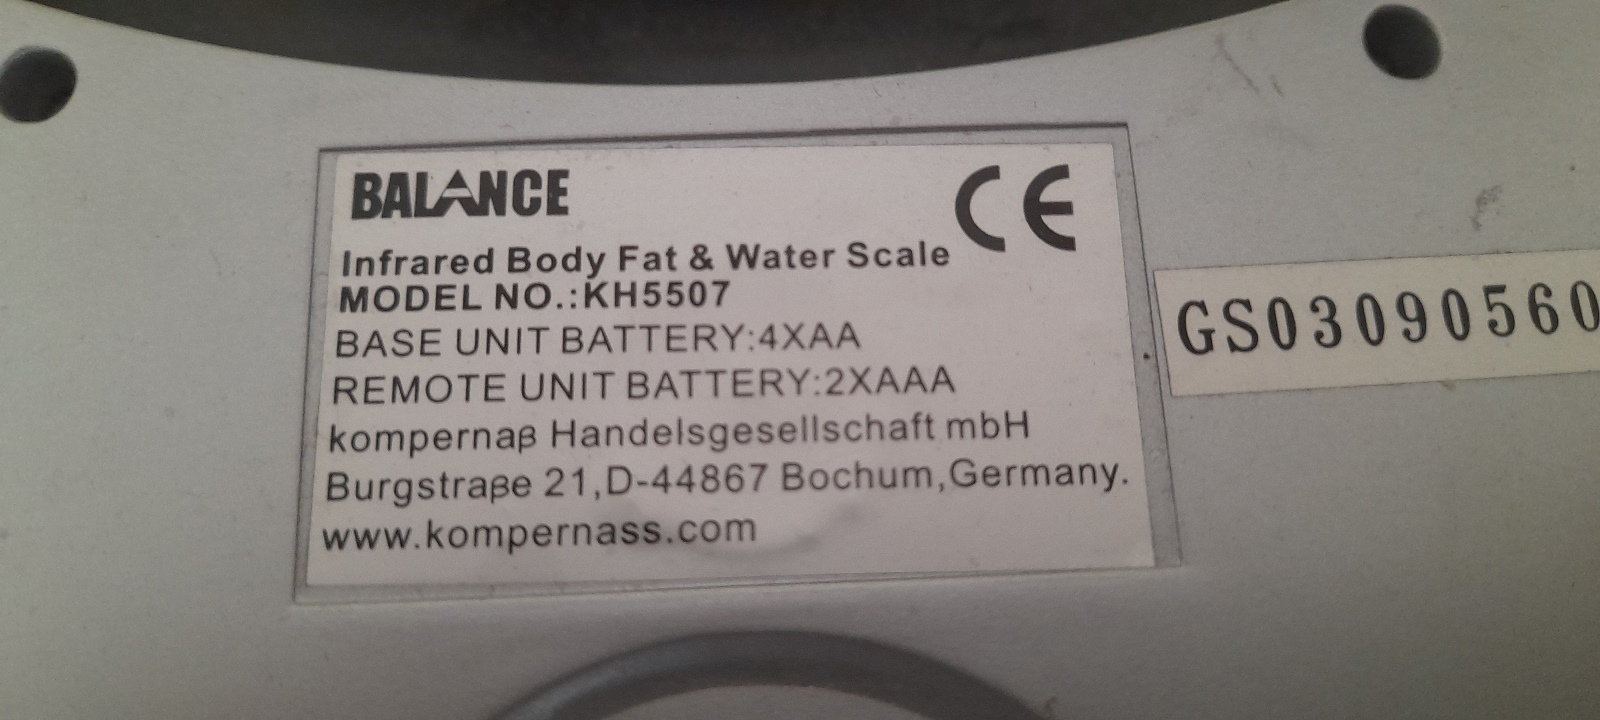 BALANCE
CE
Infrared Body Fat & Water Scale
MODEL NO.:KH5507
BASE UNIT BATTERY:4XAA
REMOTE UNIT BATTERY:2XAAA
kompernaβ Handelsgesellschaft mbH
Burgstraβe 21,D-44867 Bochum,Germany.
www.kompernass.com
GS03090560